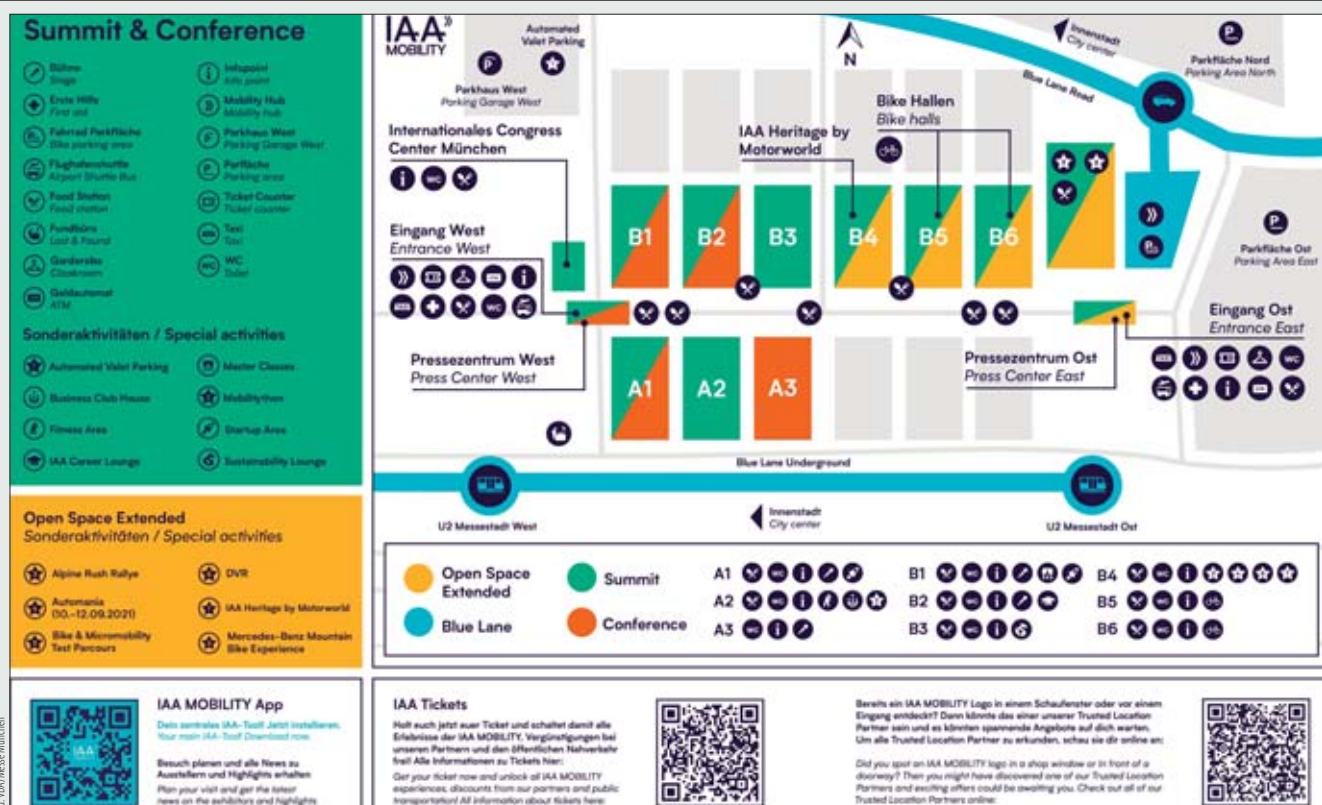 Summit & Conference
Bühne
Stage
Erste Hilfe
First aid
Fahrrad Parkfläche
Bike parking area
Flughafenshuttle
Airport Shuttle Bus
Food Station
Food station
Fundbüro
Lost & Found
Garderobe
Cloakroom
Geldautomat
ATM
Infopoint
Info point
Mobility Hub
Mobility hub
Parkhaus West
Parking Garage West
Parkfläche
Parking area
Ticket Counter
Ticket counter
Taxi
Taxi
WC
WC
Toilet
Sonderaktivitäten / Special activities
Automated Valet Parking
Business Club House
Fitness Area
IAA Career Lounge
Master Classes
Mobilitython
Startup Area
Sustainability Lounge
Open Space Extended
Sonderaktivitäten / Special activities
Alpine Rush Rallye
Automania
(10.–12.09.2021)
Bike & Micromobility
Test Parcours
DVR
IAA Heritage by Motorworld
Mercedes-Benz Mountain
Bike Experience
IAA
MOBILITY
Automated
Valet Parking
P
Parkhaus West
Parking Garage West
N
Innenstadt
City center
Blue Lane Road
P
Parkfläche Nord
Parking Area North
Internationales Congress
Center München
WC
IAA Heritage by
Motorworld
Bike Hallen
Bike halls
Eingang West
Entrance West
WC
B1
B2
B3
B4
B5
B6
P
P
Parkfläche Ost
Parking Area East
Eingang Ost
Entrance East
WC
Pressezentrum West
Press Center West
Pressezentrum Ost
Press Center East
A1
A2
A3
Blue Lane Underground
U2 Messestadt West
Innenstadt
City center
U2 Messestadt Ost
Open Space
Extended
Blue Lane
Summit
Conference
A1 WC
A2 WC
A3 WC
B1 WC
B2 WC
B3 WC
B4 WC
B5 WC
B6 WC
IAA MOBILITY App
Dein zentrales IAA-Tool! Jetzt installieren.
Your main IAA-Tool! Download now.
Besuch planen und alle News zu
Ausstellern und Highlights erhalten
Plan your visit and get the latest
news on the exhibitors and highlights
IAA
IAA Tickets
Holt euch jetzt euer Ticket und schaltet damit alle
Erlebnisse der IAA MOBILITY, Vergünstigungen bei
unseren Partnern und den öffentlichen Nahverkehr
frei! Alle Informationen zu Tickets hier:
Get your ticket now and unlock all IAA MOBILITY
experiences, discounts from our partners and public
transportation! All information about tickets here:
Bereits ein IAA MOBILITY Logo in einem Schaufenster oder vor einem
Eingang entdeckt? Dann könnte das einer unserer Trusted Location
Partner sein und es könnten spannende Angebote auf dich warten.
Um alle Trusted Location Partner zu erkunden, schau sie dir online an:
Did you spot an IAA MOBILITY logo in a shop window or in front of a
doorway? Then you might have discovered one of our Trusted Location
Partners and exciting offers could be awaiting you. Check out all of our
Trusted Location Partners online:
VDA/Messe München